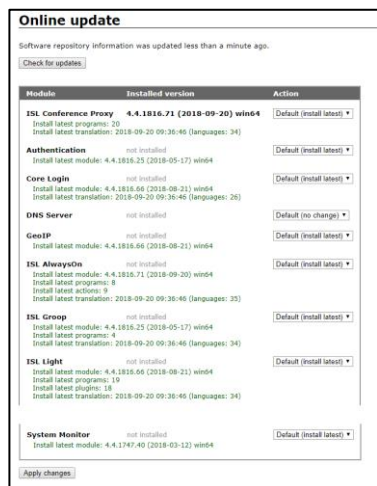 Online update
Software repository information was updated less than a minute ago.
Check for updates
Module Installed version Action
ISL Conference Proxy 4.4.1816.71 (2018-09-20) win64 Default (install latest)
Install latest programs: 20
Install latest translation: 2018-09-20 09:36:46 (languages: 34)
Authentication not installed Default (install latest)
Install latest module: 4.4.1816.25 (2018-05-17) win64
Core Login not installed Default (install latest)
Install latest module: 4.4.1816.66 (2018-08-21) win64
Install latest translation: 2018-09-20 09:36:46 (languages: 26)
DNS Server not installed Default (no change)
GeoIP not installed Default (install latest)
Install latest module: 4.4.1816.66 (2018-08-21) win64
ISL AlwaysOn not installed Default (install latest)
Install latest module: 4.4.1816.71 (2018-09-20) win64
Install latest programs: 8
Install latest actions: 9
Install latest translation: 2018-09-20 09:36:46 (languages: 35)
ISL Groop not installed Default (install latest)
Install latest module: 4.4.1816.25 (2018-05-17) win64
Install latest programs: 4
Install latest translation: 2018-09-20 09:36:46 (languages: 34)
ISL Light not installed Default (install latest)
Install latest module: 4.4.1816.66 (2018-08-21) win64
Install latest programs: 19
Install latest plugins: 18
Install latest translation: 2018-09-20 09:36:46 (languages: 34)
System Monitor not installed Default (install latest)
Install latest module: 4.4.1747.40 (2018-03-12) win64
Apply changes